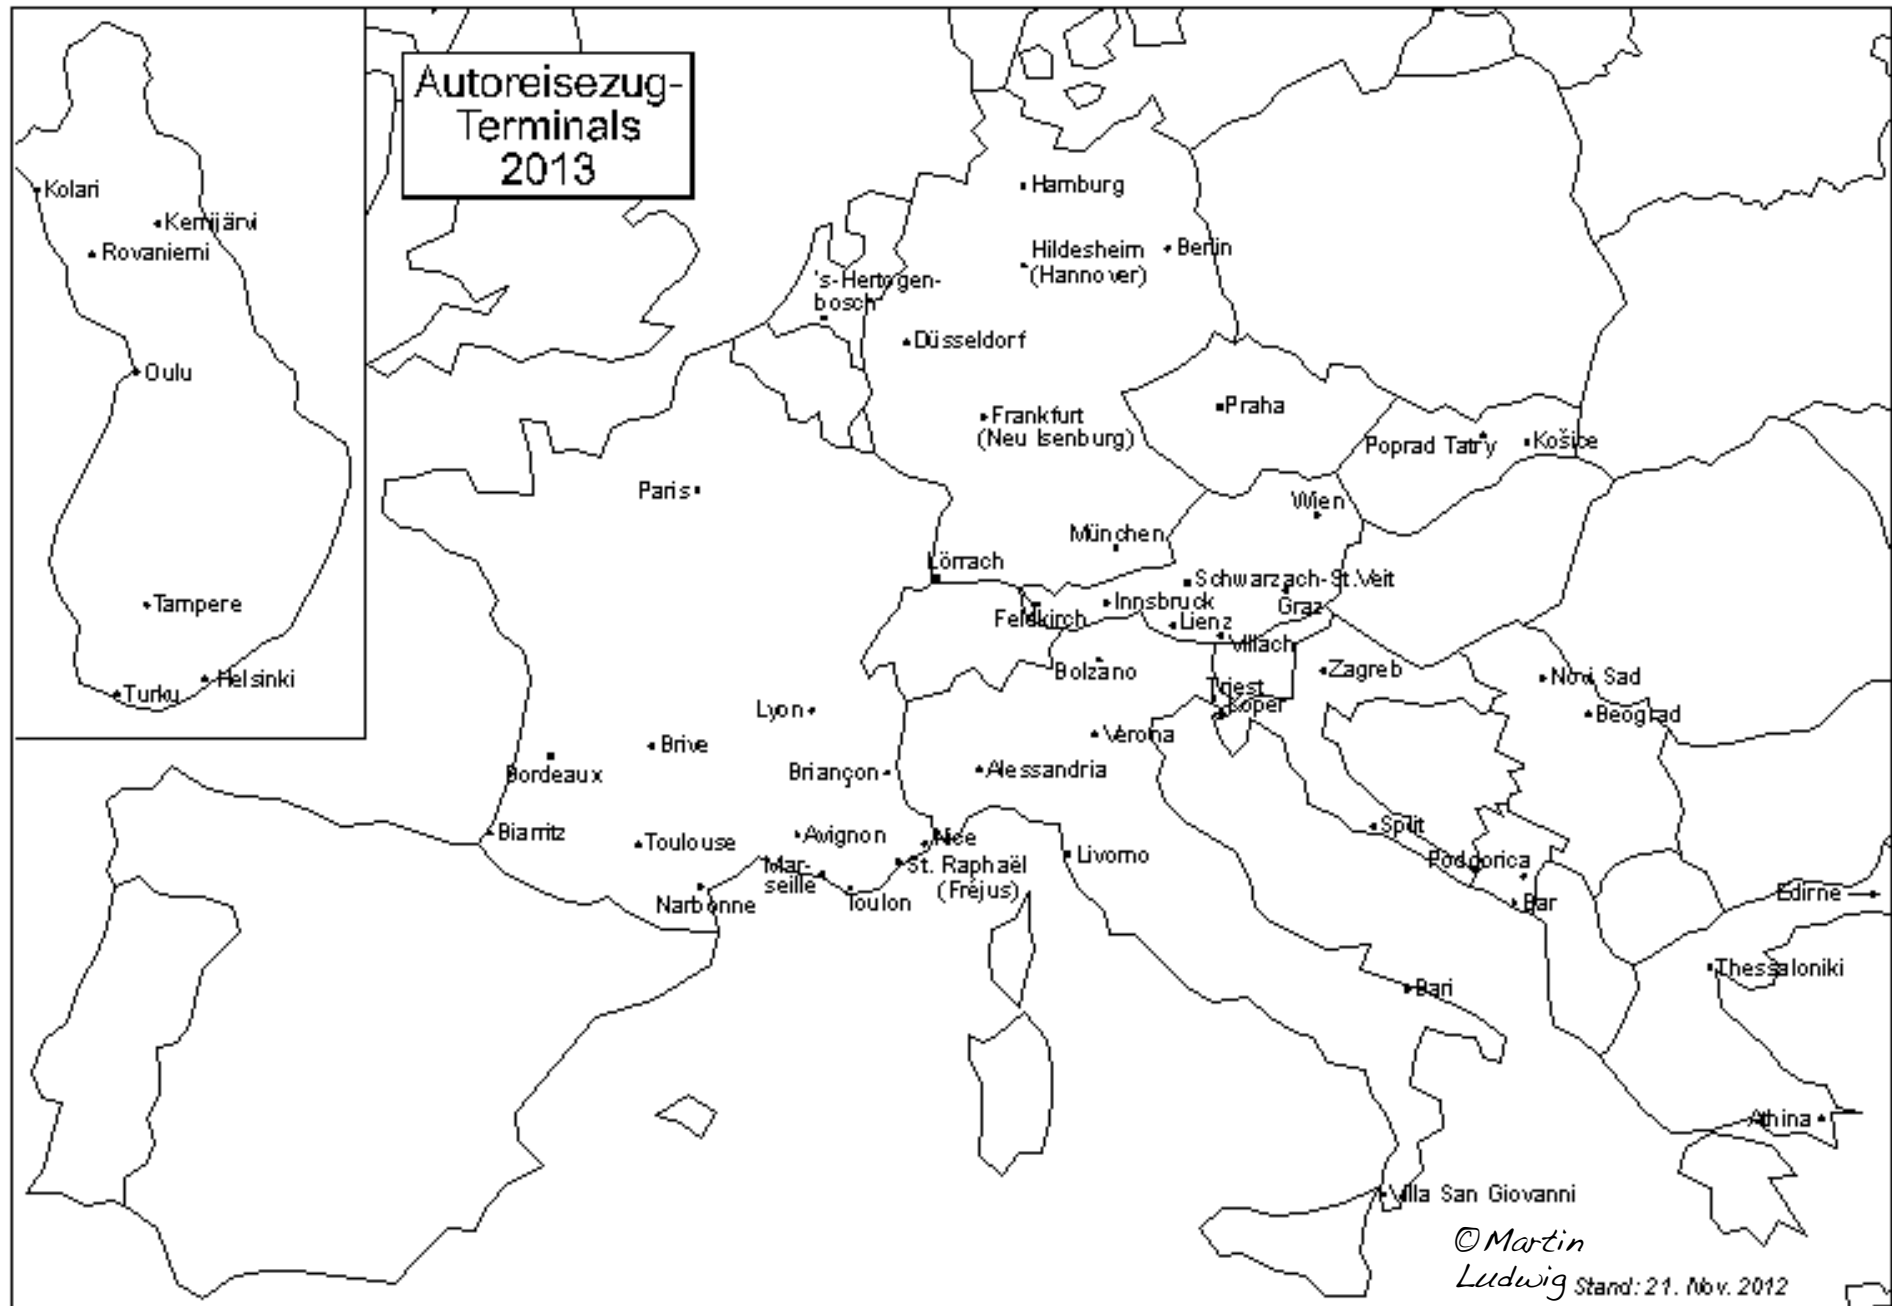 Autoreisezug-
Terminals
2013
Kolari
Kemijärvi
Rovaniemi
Oulu
Tampere
Helsinki
Turku
Hamburg
Hildesheim
(Hannover)
Berlin
's-Hertogen-
bosch
Düsseldorf
Frankfurt
(Neu Isenburg)
Praha
Poprad Tatry
Košice
Paris
Wien
München
Lörrach
Schwarzach-St.Veit
Graz
Feldkirch
Innsbruck
Lienz
Villach
Bolzano
Zagreb
Novi Sad
Triest
Koper
Beograd
Lyon
Verona
Brive
Bordeaux
Briançon
Alessandria
Biarritz
Toulouse
Avignon
Nice
Split
Livorno
Mar-
seille
St. Raphaël
(Fréjus)
Podgorica
Narbonne
Toulon
Bar
Edirne
Thessaloniki
Bari
Athina
Villa San Giovanni
©Martin
Ludwig
Stand: 21. Nov. 2012